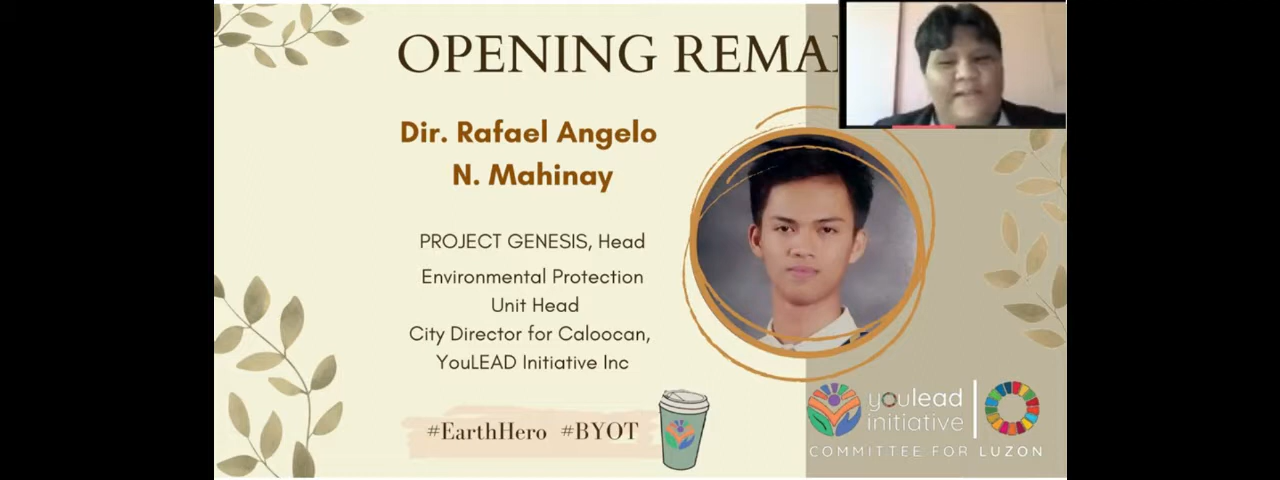 OPENING REMA
Dir. Rafael Angelo
N. Mahinay
PROJECT GENESIS, Head
Environmental Protection
Unit Head
City Director for Caloocan,
YouLEAD Initiative Inc
#EarthHero #BYOT
youlead
initiative
COMMITTEE FOR LUZON